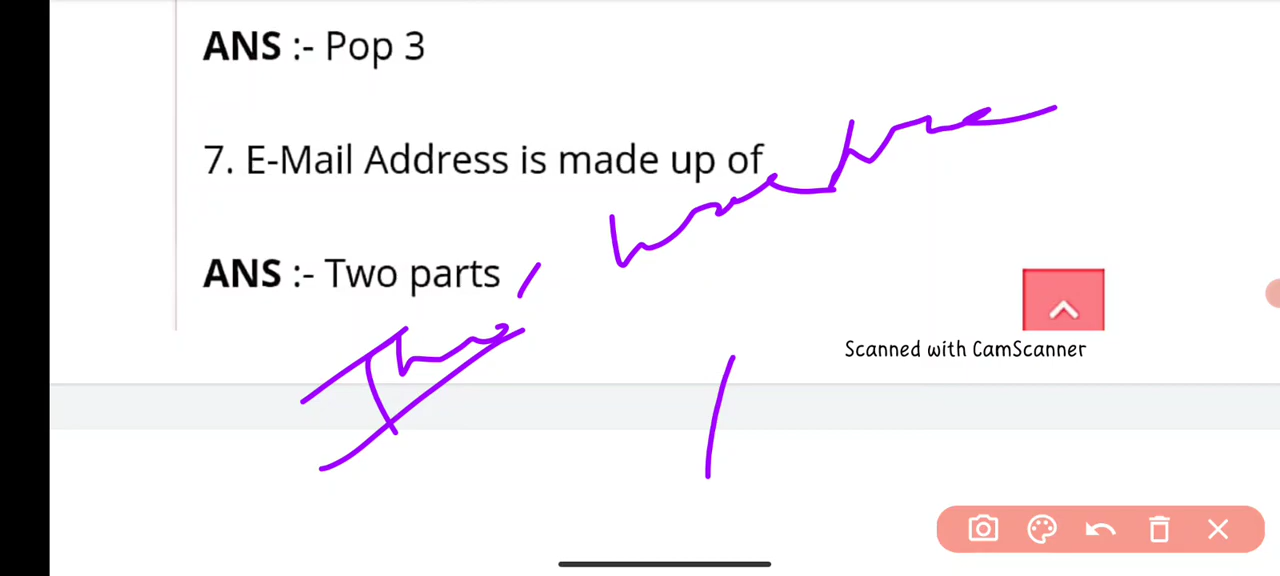 ANS :- Pop 3
7. E-Mail Address is made up of
ANS :- Two parts
Scanned with CamScanner